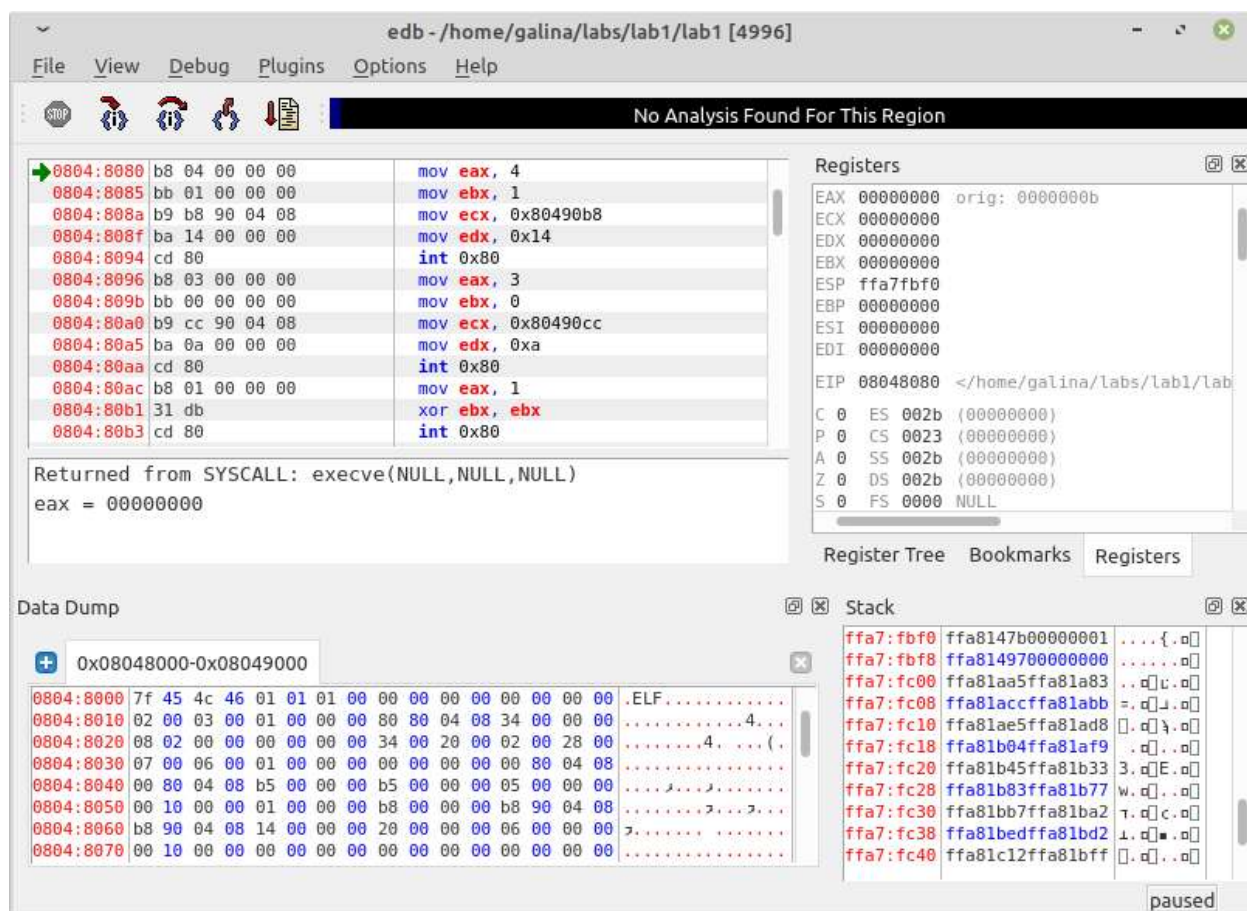 edb - /home/galina/labs/lab1/lab1 [4996]
File View Debug Plugins Options Help
STOP
No Analysis Found For This Region
0804:8080 b8 04 00 00 00 mov eax, 4
0804:8085 bb 01 00 00 00 mov ebx, 1
0804:808a b9 b8 90 04 08 mov ecx, 0x80490b8
0804:808f ba 14 00 00 00 mov edx, 0x14
0804:8094 cd 80 int 0x80
0804:8096 b8 03 00 00 00 mov eax, 3
0804:809b bb 00 00 00 00 mov ebx, 0
0804:80a0 b9 cc 90 04 08 mov ecx, 0x80490cc
0804:80a5 ba 0a 00 00 00 mov edx, 0xa
0804:80aa cd 80 int 0x80
0804:80ac b8 01 00 00 00 mov eax, 1
0804:80b1 31 db xor ebx, ebx
0804:80b3 cd 80 int 0x80
Returned from SYSCALL: execve(NULL,NULL,NULL)
eax = 00000000
Registers
EAX 00000000 orig: 0000000b
ECX 00000000
EDX 00000000
EBX 00000000
ESP ffa7fbf0
EBP 00000000
ESI 00000000
EDI 00000000
EIP 08048080 </home/galina/labs/lab1/lab
C 0 ES 002b (00000000)
P 0 CS 0023 (00000000)
A 0 SS 002b (00000000)
Z 0 DS 002b (00000000)
S 0 FS 0000 NULL
Register Tree Bookmarks Registers
Data Dump
0x08048000-0x08049000
0804:8000 7f 45 4c 46 01 01 01 00 00 00 00 00 00 00 00 00 .ELF............
0804:8010 02 00 03 00 01 00 00 00 80 80 04 08 34 00 00 00 ............4...
0804:8020 08 02 00 00 00 00 00 00 34 00 20 00 02 00 28 00 ........4. ...(.
0804:8030 07 00 06 00 01 00 00 00 00 00 00 00 00 80 04 08 ................
0804:8040 00 80 04 08 b5 00 00 00 b5 00 00 00 05 00 00 00
0804:8050 00 10 00 00 01 00 00 00 b8 00 00 00 b8 90 04 08
0804:8060 b8 90 04 08 14 00 00 00 20 00 00 00 06 00 00 00
0804:8070 00 10 00 00 00 00 00 00 00 00 00 00 00 00 00 00 ................
Stack
ffa7:fbf0 ffa8147b00000001 ....{.
ffa7:fbf8 ffa8149700000000
ffa7:fc00 ffa81aa5ffa81a83
ffa7:fc08 ffa81accffa81abb
ffa7:fc10 ffa81ae5ffa81ad8
ffa7:fc18 ffa81b04ffa81af9
ffa7:fc20 ffa81b45ffa81b33
ffa7:fc28 ffa81b83ffa81b77
ffa7:fc30 ffa81bb7ffa81ba2
ffa7:fc38 ffa81bedffa81bd2
ffa7:fc40 ffa81c12ffa81bff
paused